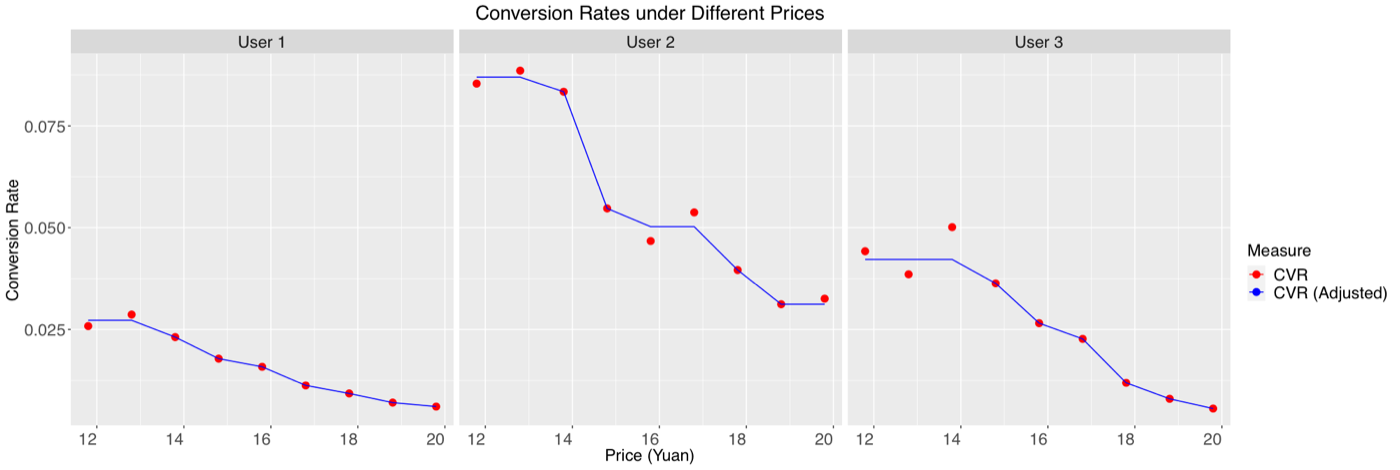 Conversion Rates under Different Prices
User 1
User 2
User 3
Conversion Rate
0.075
0.050
0.025
12 14 16 18 20
12 14 16 18 20
12 14 16 18 20
Price (Yuan)
Measure
CVR
CVR (Adjusted)